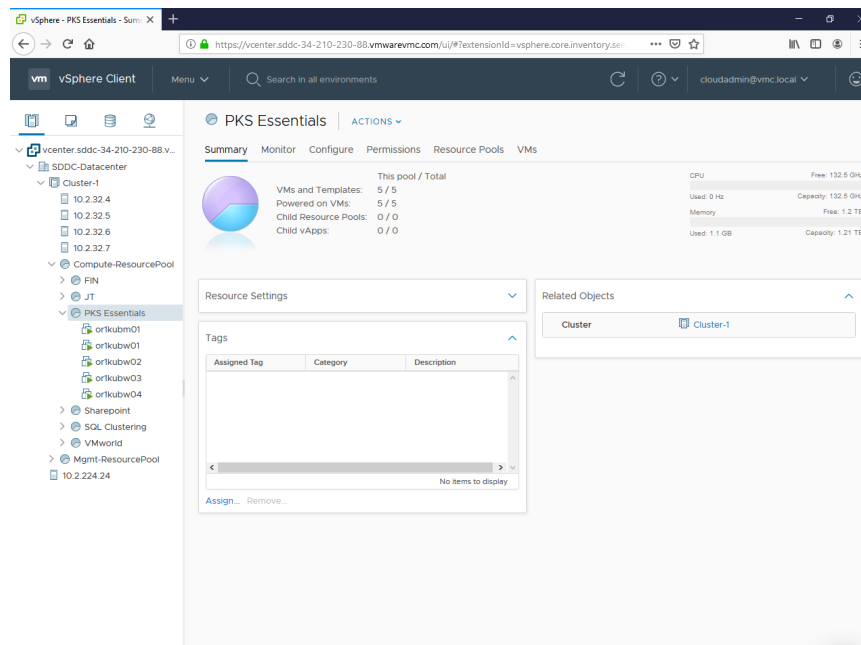 vSphere - PKS Essentials - Sum
https://vcenter.sddc-34-210-230-88.vmwarevmc.com/ui/#?extensionId=vsphere.core.inventory.ser
vm vSphere Client Menu Search in all environments cloudadmin@vmc.local
PKS Essentials ACTIONS
Summary Monitor Configure Permissions Resource Pools VMs
vcenter.sddc-34-210-230-88.v...
SDDC-Datacenter
Cluster-1
10.2.32.4
10.2.32.5
10.2.32.6
10.2.32.7
Compute-ResourcePool
FIN
JT
PKS Essentials
or1kubm01
or1kubw01
or1kubw02
or1kubw03
or1kubw04
Sharepoint
SQL Clustering
VMworld
Mgmt-ResourcePool
10.2.224.24
This pool / Total
VMs and Templates: 5 / 5
Powered on VMs: 5 / 5
Child Resource Pools: 0 / 0
Child vApps: 0 / 0
CPU Free: 132.5 GHz
Used: 0 Hz Capacity: 132.5 GHz
Memory Free: 1.2 TB
Used: 1.1 GB Capacity: 1.21 TB
Resource Settings
Tags
Assigned Tag Category Description
No items to display
Assign... Remove...
Related Objects
Cluster Cluster-1